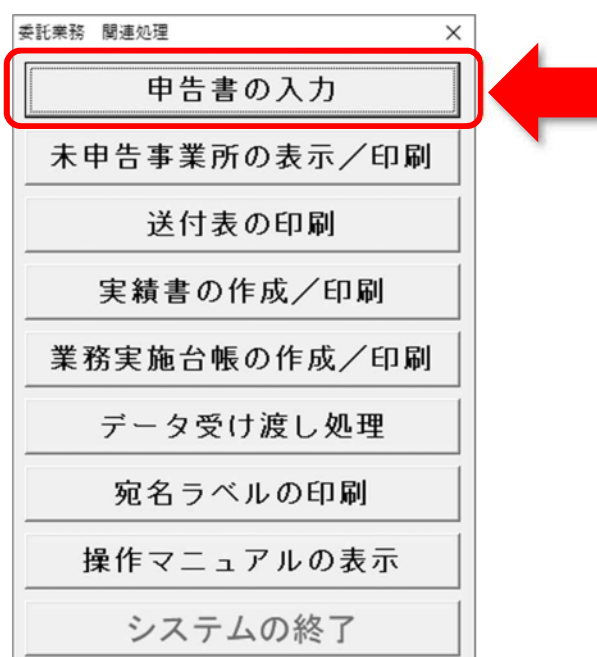 委託業務　関連処理
申告書の入力
未申告事業所の表示／印刷
送付表の印刷
実績書の作成／印刷
業務実施台帳の作成／印刷
データ受け渡し処理
宛名ラベルの印刷
操作マニュアルの表示
システムの終了